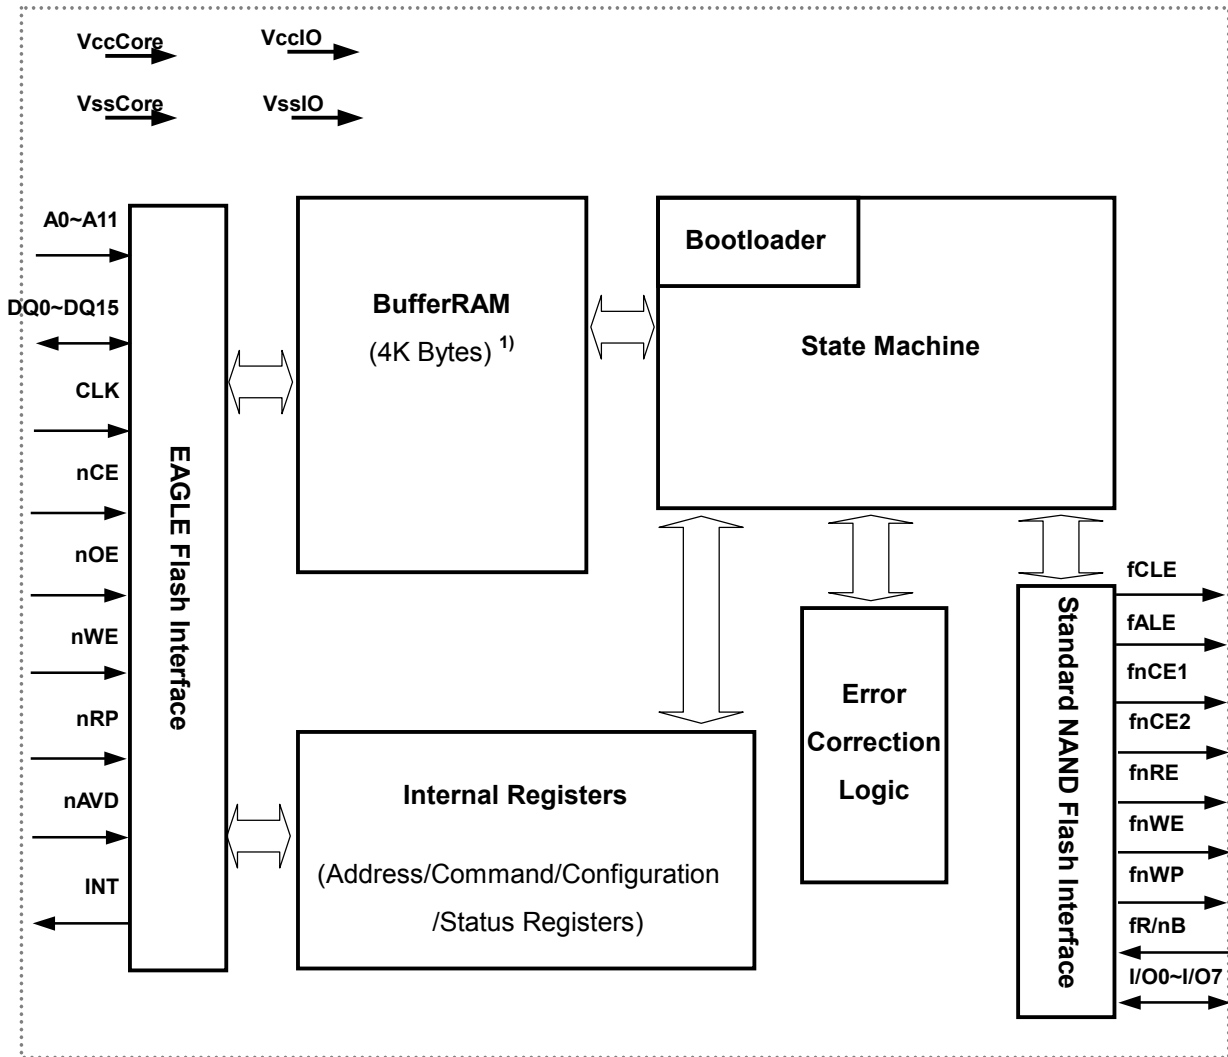 VccCore
VccIO
VssCore
VssIO
A0~A11
DQ0~DQ15
CLK
nCE
nOE
nWE
nRP
nAVD
INT
EAGLE Flash Interface
BufferRAM
(4K Bytes) 1)
Bootloader
State Machine
Internal Registers
(Address/Command/Configuration
/Status Registers)
Error
Correction
Logic
Standard NAND Flash Interface
fCLE
fALE
fnCE1
fnCE2
fnRE
fnWE
fnWP
fR/nB
I/O0~I/O7